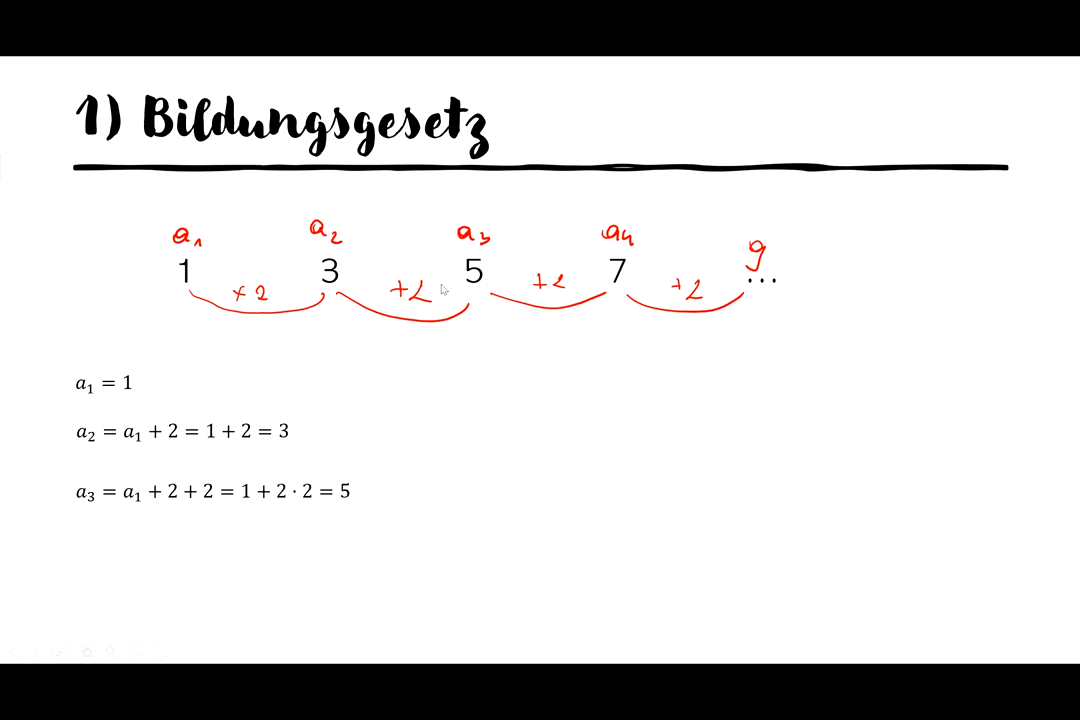 1) Bildungsgesetz
a₁ a₂ a₃ a₄ 9
1 3 5 7 ...
+2 +2 +2 +2
a₁ = 1
a₂ = a₁ + 2 = 1 + 2 = 3
a₃ = a₁ + 2 + 2 = 1 + 2 · 2 = 5